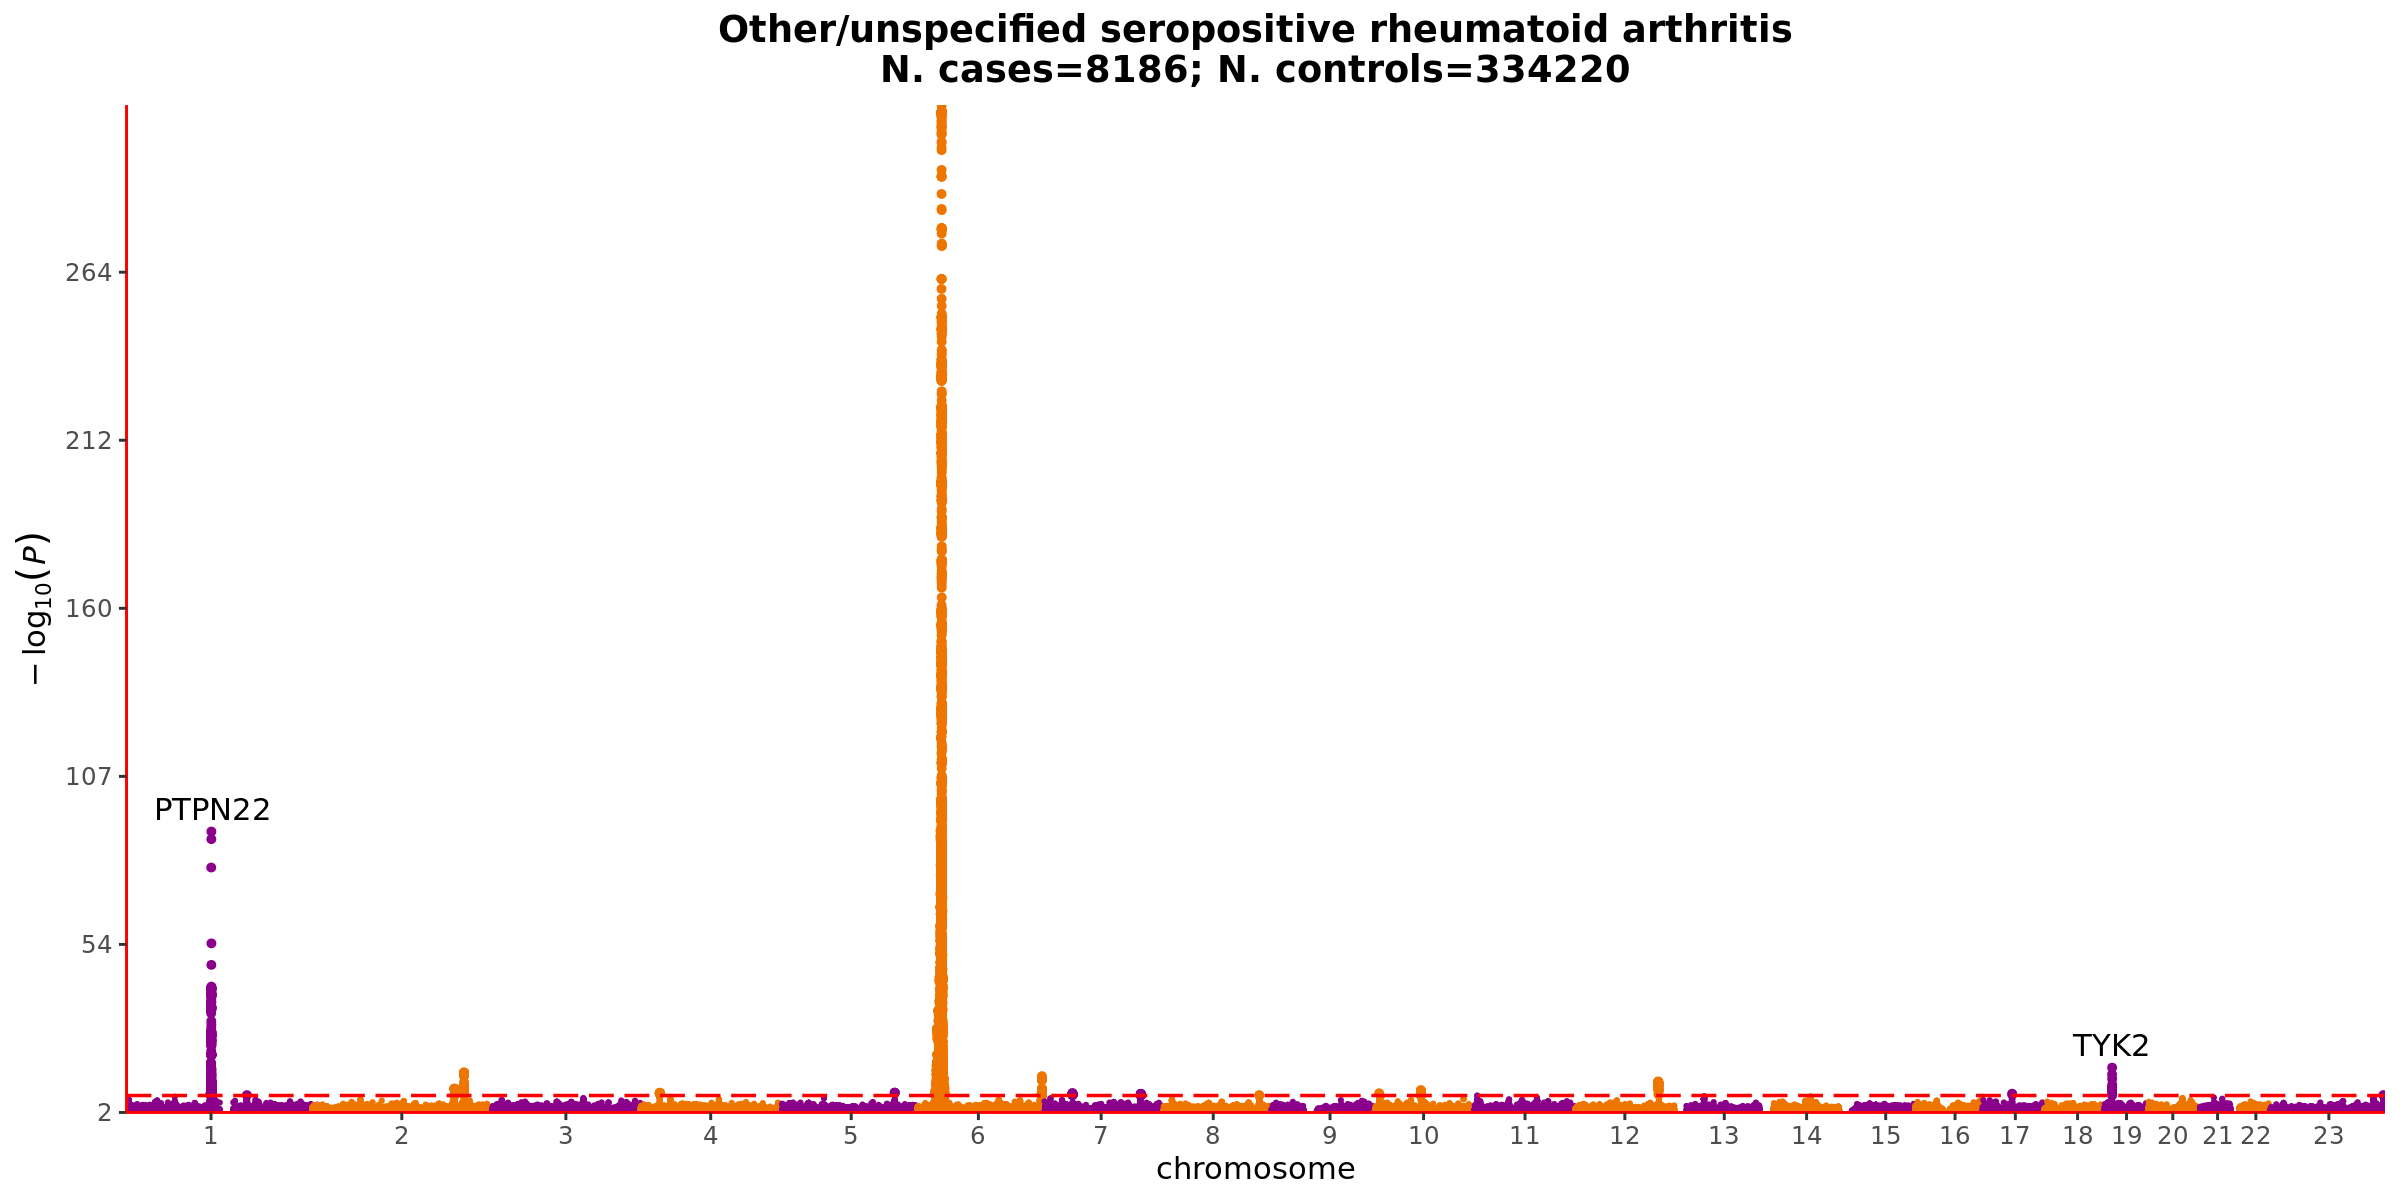 Other/unspecified seropositive rheumatoid arthritis
N. cases=8186; N. controls=334220
−log₁₀(P)
264
212
160
107
54
2
PTPN22
TYK2
1 2 3 4 5 6 7 8 9 10 11 12 13 14 15 16 17 18 19 20 21 22 23
chromosome